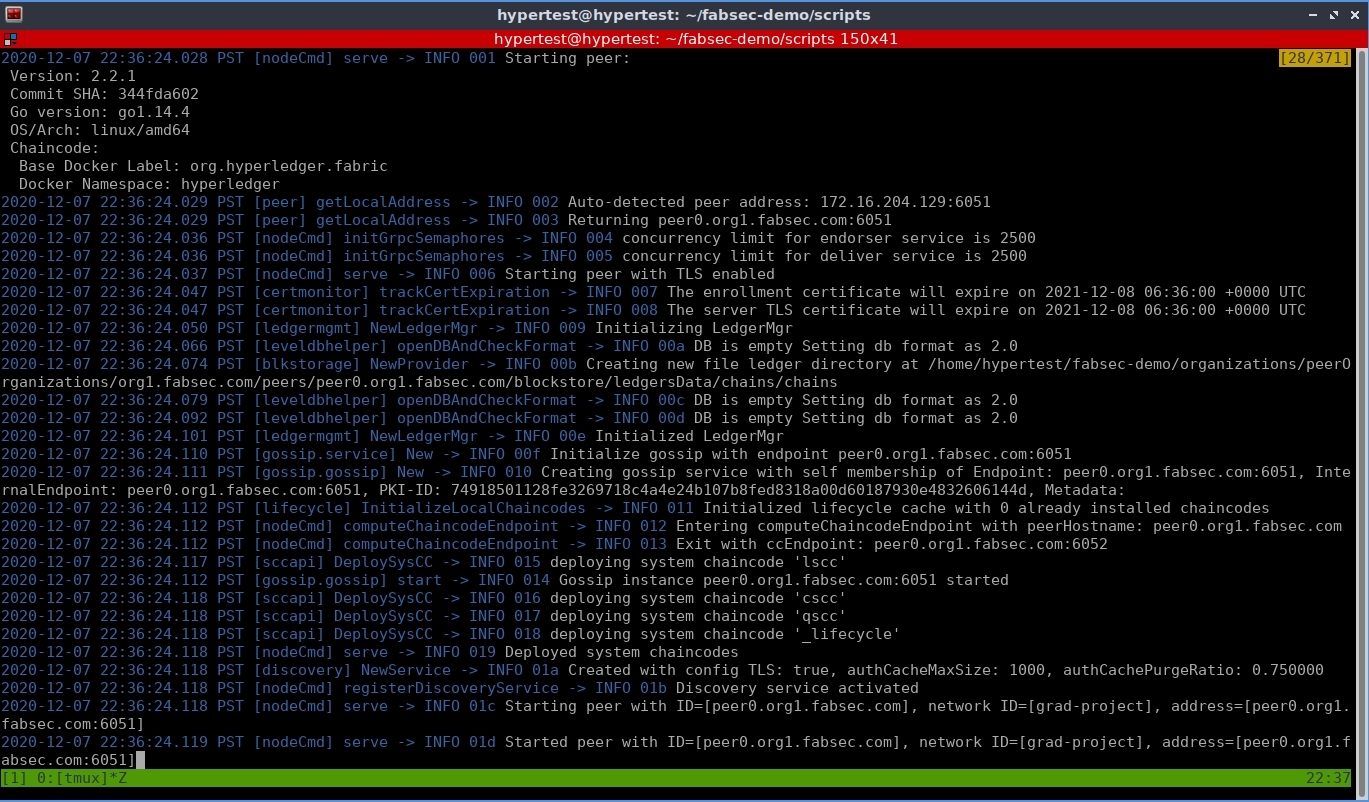 hypertest@hypertest: ~/fabsec-demo/scripts
hypertest@hypertest: ~/fabsec-demo/scripts 150x41
2020-12-07 22:36:24.028 PST [nodeCmd] serve -> INFO 001 Starting peer: [28/371]
Version: 2.2.1
Commit SHA: 344fda602
Go version: go1.14.4
OS/Arch: linux/amd64
Chaincode:
Base Docker Label: org.hyperledger.fabric
Docker Namespace: hyperledger
2020-12-07 22:36:24.029 PST [peer] getLocalAddress -> INFO 002 Auto-detected peer address: 172.16.204.129:6051
2020-12-07 22:36:24.029 PST [peer] getLocalAddress -> INFO 003 Returning peer0.org1.fabsec.com:6051
2020-12-07 22:36:24.036 PST [nodeCmd] initGrpcSemaphores -> INFO 004 concurrency limit for endorser service is 2500
2020-12-07 22:36:24.036 PST [nodeCmd] initGrpcSemaphores -> INFO 005 concurrency limit for deliver service is 2500
2020-12-07 22:36:24.037 PST [nodeCmd] serve -> INFO 006 Starting peer with TLS enabled
2020-12-07 22:36:24.047 PST [certmonitor] trackCertExpiration -> INFO 007 The enrollment certificate will expire on 2021-12-08 06:36:00 +0000 UTC
2020-12-07 22:36:24.047 PST [certmonitor] trackCertExpiration -> INFO 008 The server TLS certificate will expire on 2021-12-08 06:36:00 +0000 UTC
2020-12-07 22:36:24.050 PST [ledgermgmt] NewLedgerMgr -> INFO 009 Initializing LedgerMgr
2020-12-07 22:36:24.066 PST [leveldbhelper] openDBAndCheckFormat -> INFO 00a DB is empty Setting db format as 2.0
2020-12-07 22:36:24.074 PST [blkstorage] NewProvider -> INFO 00b Creating new file ledger directory at /home/hypertest/fabsec-demo/organizations/peerO
rganizations/org1.fabsec.com/peers/peer0.org1.fabsec.com/blockstore/ledgersData/chains/chains
2020-12-07 22:36:24.079 PST [leveldbhelper] openDBAndCheckFormat -> INFO 00c DB is empty Setting db format as 2.0
2020-12-07 22:36:24.092 PST [leveldbhelper] openDBAndCheckFormat -> INFO 00d DB is empty Setting db format as 2.0
2020-12-07 22:36:24.101 PST [ledgermgmt] NewLedgerMgr -> INFO 00e Initialized LedgerMgr
2020-12-07 22:36:24.110 PST [gossip.service] New -> INFO 00f Initialize gossip with endpoint peer0.org1.fabsec.com:6051
2020-12-07 22:36:24.111 PST [gossip.gossip] New -> INFO 010 Creating gossip service with self membership of Endpoint: peer0.org1.fabsec.com:6051, Inte
rnalEndpoint: peer0.org1.fabsec.com:6051, PKI-ID: 74918501128fe3269718c4a4e24b107b8fed8318a00d60187930e4832606144d, Metadata:
2020-12-07 22:36:24.112 PST [lifecycle] InitializeLocalChaincodes -> INFO 011 Initialized lifecycle cache with 0 already installed chaincodes
2020-12-07 22:36:24.112 PST [nodeCmd] computeChaincodeEndpoint -> INFO 012 Entering computeChaincodeEndpoint with peerHostname: peer0.org1.fabsec.com
2020-12-07 22:36:24.112 PST [nodeCmd] computeChaincodeEndpoint -> INFO 013 Exit with ccEndpoint: peer0.org1.fabsec.com:6052
2020-12-07 22:36:24.117 PST [sccapi] DeploySysCC -> INFO 015 deploying system chaincode 'lscc'
2020-12-07 22:36:24.112 PST [gossip.gossip] start -> INFO 014 Gossip instance peer0.org1.fabsec.com:6051 started
2020-12-07 22:36:24.118 PST [sccapi] DeploySysCC -> INFO 016 deploying system chaincode 'cscc'
2020-12-07 22:36:24.118 PST [sccapi] DeploySysCC -> INFO 017 deploying system chaincode 'qscc'
2020-12-07 22:36:24.118 PST [sccapi] DeploySysCC -> INFO 018 deploying system chaincode '_lifecycle'
2020-12-07 22:36:24.118 PST [nodeCmd] serve -> INFO 019 Deployed system chaincodes
2020-12-07 22:36:24.118 PST [discovery] NewService -> INFO 01a Created with config TLS: true, authCacheMaxSize: 1000, authCachePurgeRatio: 0.750000
2020-12-07 22:36:24.118 PST [nodeCmd] registerDiscoveryService -> INFO 01b Discovery service activated
2020-12-07 22:36:24.118 PST [nodeCmd] serve -> INFO 01c Starting peer with ID=[peer0.org1.fabsec.com], network ID=[grad-project], address=[peer0.org1.
fabsec.com:6051]
2020-12-07 22:36:24.119 PST [nodeCmd] serve -> INFO 01d Started peer with ID=[peer0.org1.fabsec.com], network ID=[grad-project], address=[peer0.org1.f
absec.com:6051]
[1] 0:[tmux]*Z 22:37